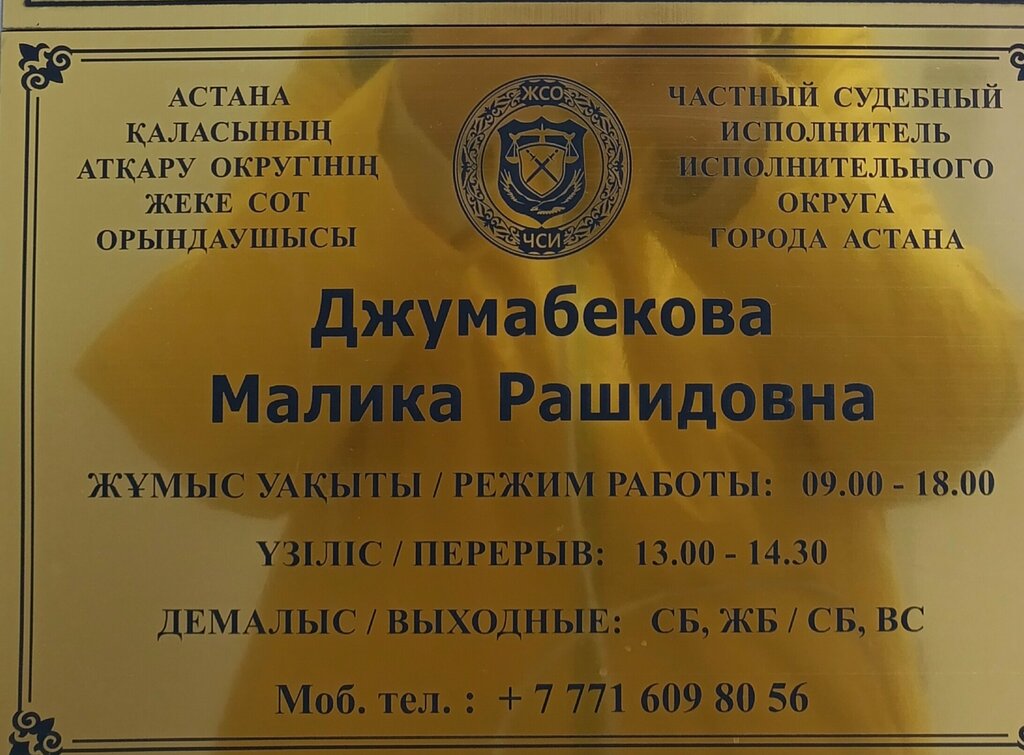 АСТАНА
ҚАЛАСЫНЫҢ
АТҚАРУ ОКРУГІНІҢ
ЖЕКЕ СОТ
ОРЫНДАУШЫСЫ
ЖСО
ЧСИ
ЧАСТНЫЙ СУДЕБНЫЙ
ИСПОЛНИТЕЛЬ
ИСПОЛНИТЕЛЬНОГО
ОКРУГА
ГОРОДА АСТАНА
Джумабекова
Малика Рашидовна
ЖҰМЫС УАҚЫТЫ / РЕЖИМ РАБОТЫ: 09.00 - 18.00
ҮЗІЛІС / ПЕРЕРЫВ: 13.00 - 14.30
ДЕМАЛЫС / ВЫХОДНЫЕ: СБ, ЖБ / СБ, ВС
Моб. тел. : + 7 771 609 80 56